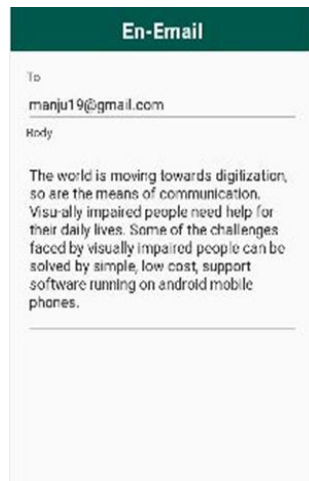 En-Email
To
manju19@gmail.com
Body
The world is moving towards digitization,
so are the means of communication.
Visu-ally impaired people need help for
their daily lives. Some of the challenges
faced by visually impaired people can be
solved by simple, low cost, support
software running on android mobile
phones.